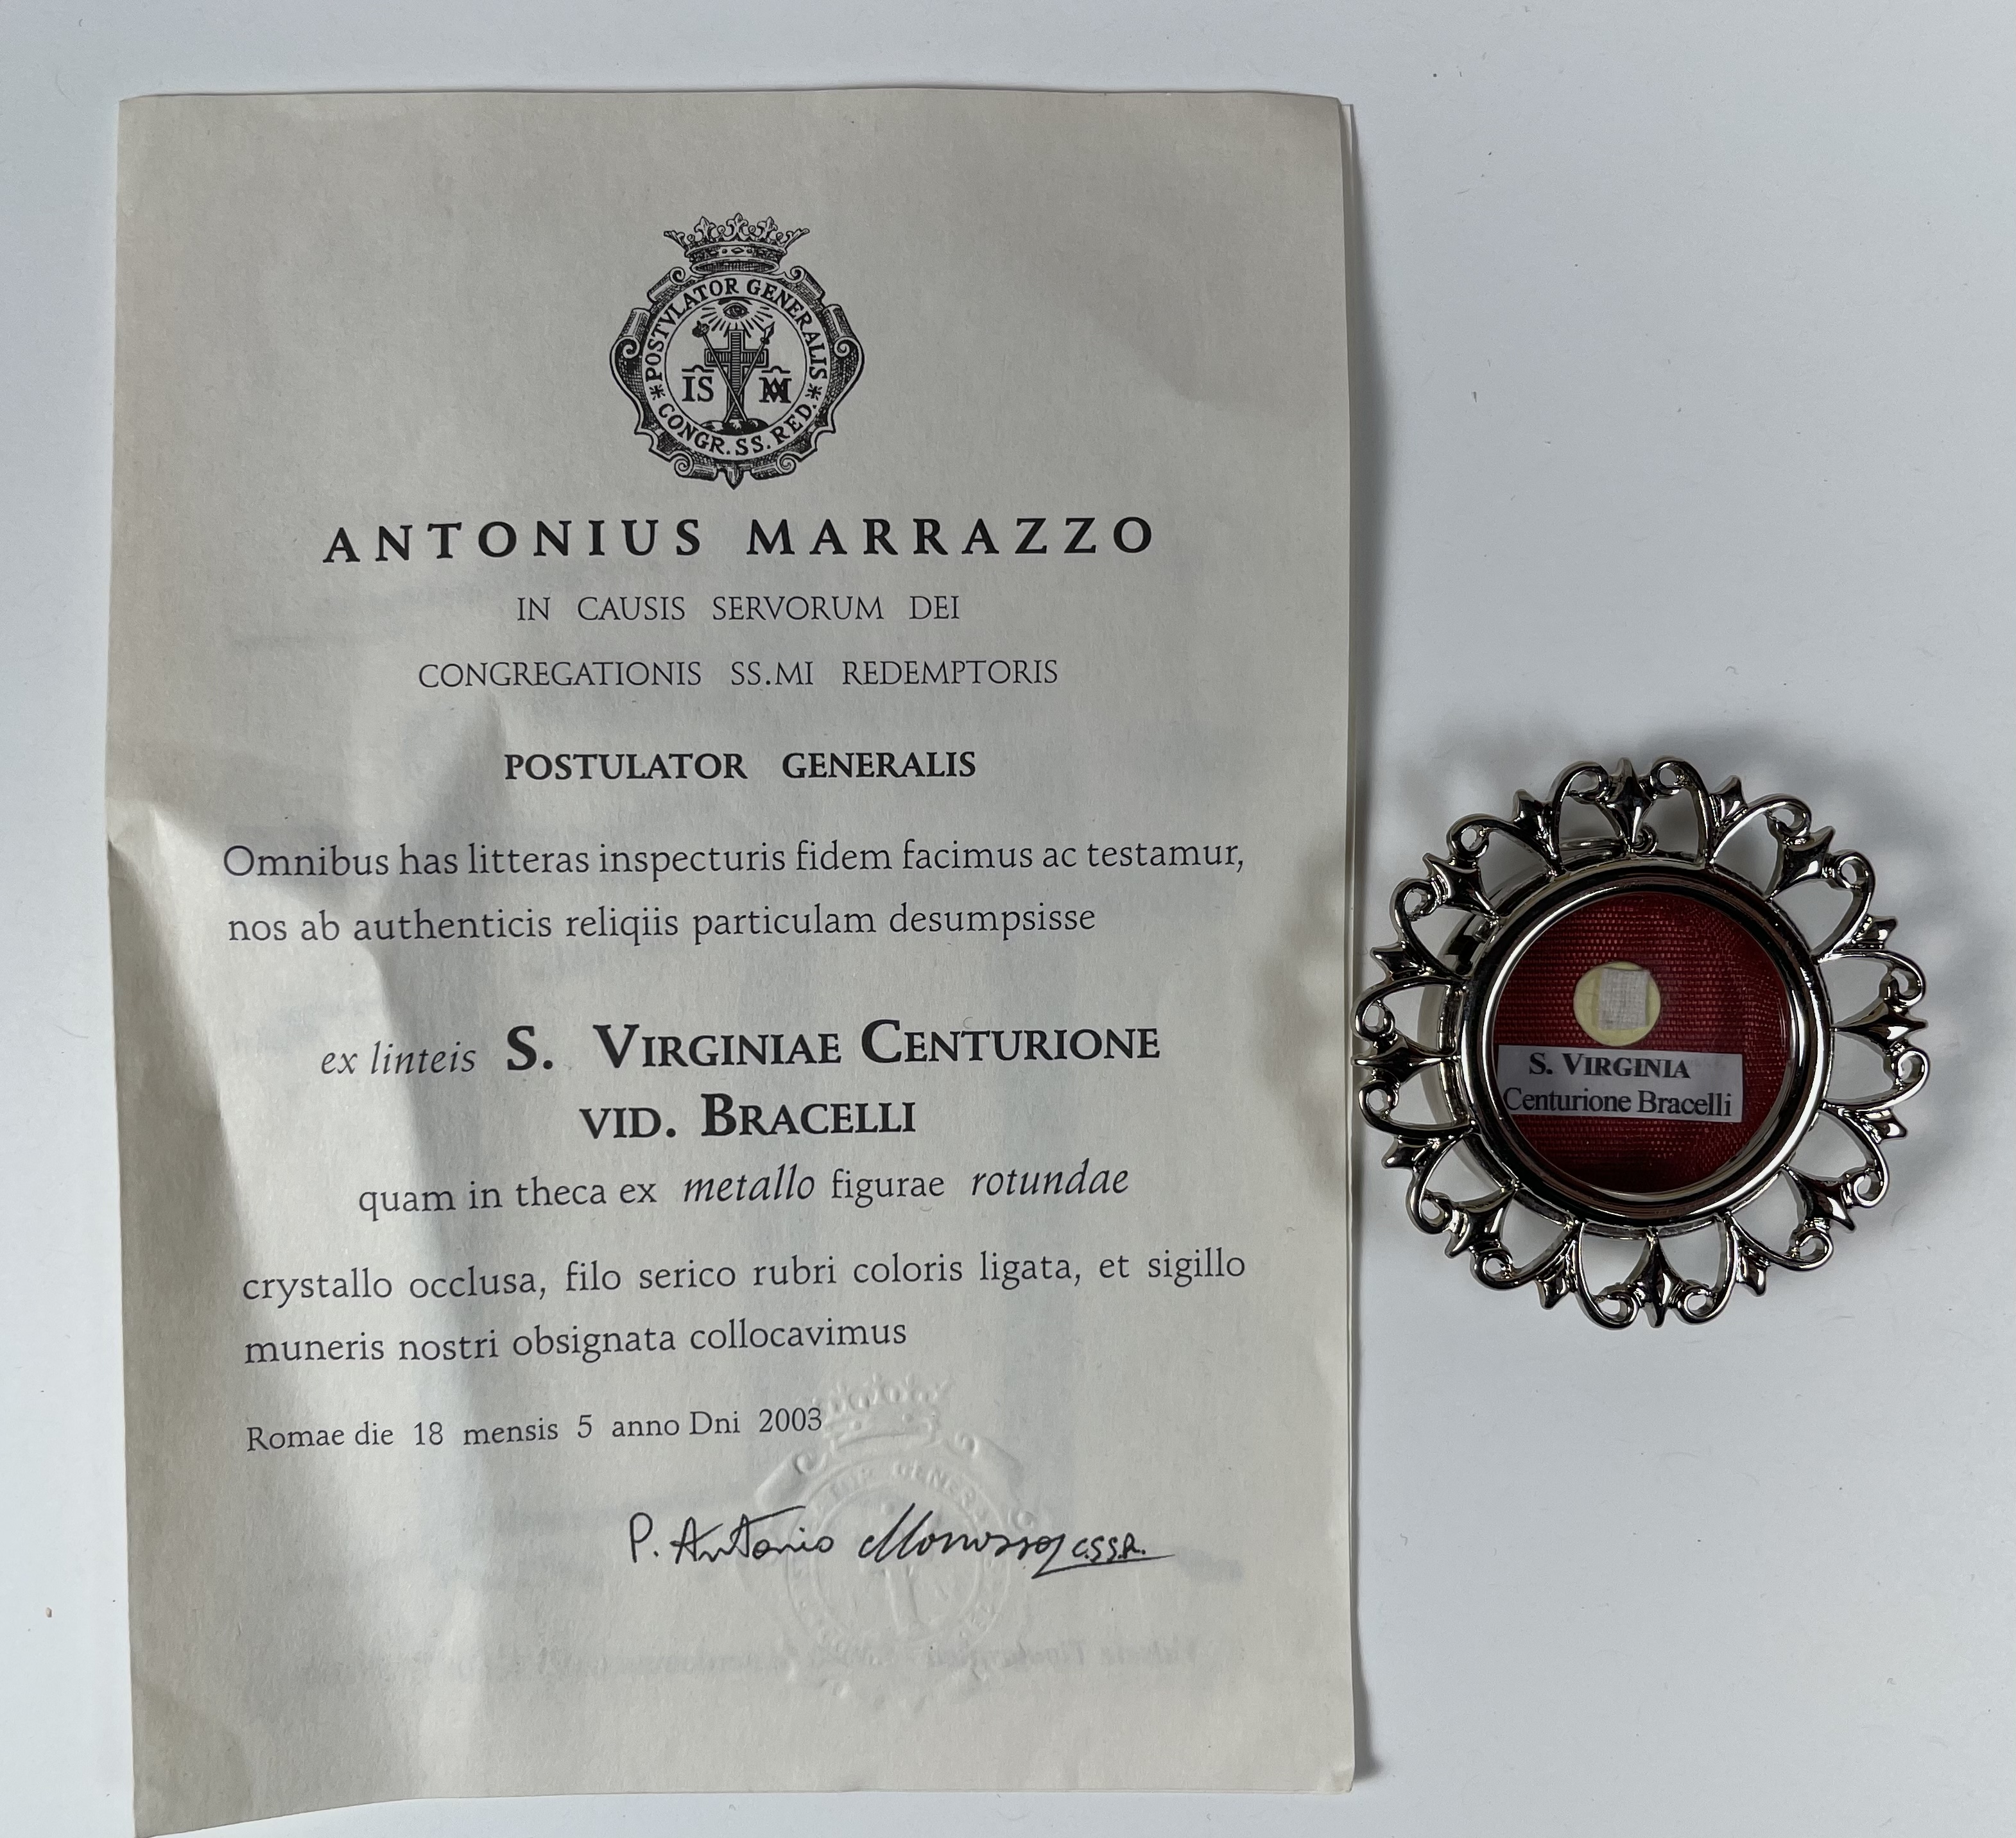 POSTVLATOR GENERALIS
* CONGR. SS. RED. *
IS M
ANTONIUS MARRAZZO
IN CAUSIS SERVORUM DEI
CONGREGATIONIS SS.MI REDEMPTORIS
POSTULATOR GENERALIS
Omnibus has litteras inspecturis fidem facimus ac testamur,
nos ab authenticis reliqiis particulam desumpsisse
ex linteis S. VIRGINIAE CENTURIONE
VID. BRACELLI
quam in theca ex metallo figurae rotundae
crystallo occlusa, filo serico rubri coloris ligata, et sigillo
muneris nostri obsignata collocavimus
Romae die 18 mensis 5 anno Dni 2003
P. Antonio Marrazzo C.SS.R.
S. VIRGINIA
Centurione Bracelli